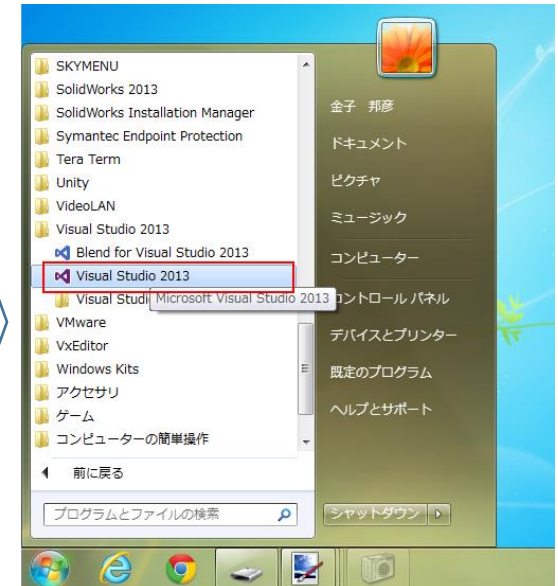 SKYMENU
SolidWorks 2013
SolidWorks Installation Manager
Symantec Endpoint Protection
Tera Term
Unity
VideoLAN
Visual Studio 2013
Blend for Visual Studio 2013
Visual Studio 2013
Visual Studi
Microsoft Visual Studio 2013
VMware
VxEditor
Windows Kits
アクセサリ
ゲーム
コンピューターの簡単操作
前に戻る
プログラムとファイルの検索
金子 邦彦
ドキュメント
ピクチャ
ミュージック
コンピューター
コントロール パネル
デバイスとプリンター
既定のプログラム
ヘルプとサポート
シャットダウン